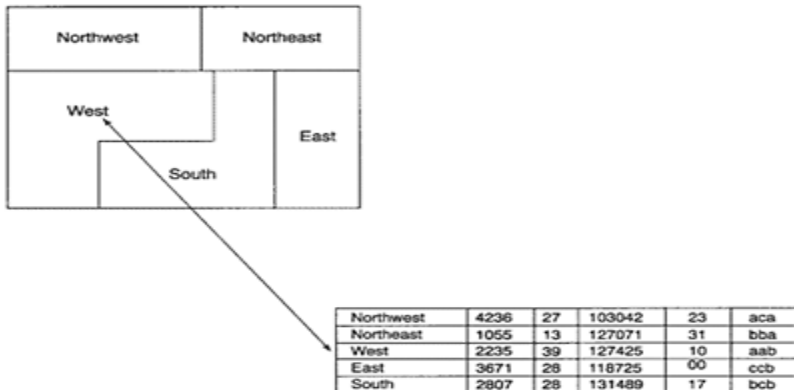 Northwest Northeast
West
East
South
Northwest 4236 27 103042 23 aca
Northeast 1055 13 127071 31 bba
West 2235 39 127425 10 aab
East 3671 28 118725 00 ccb
South 2807 28 131489 17 bcb